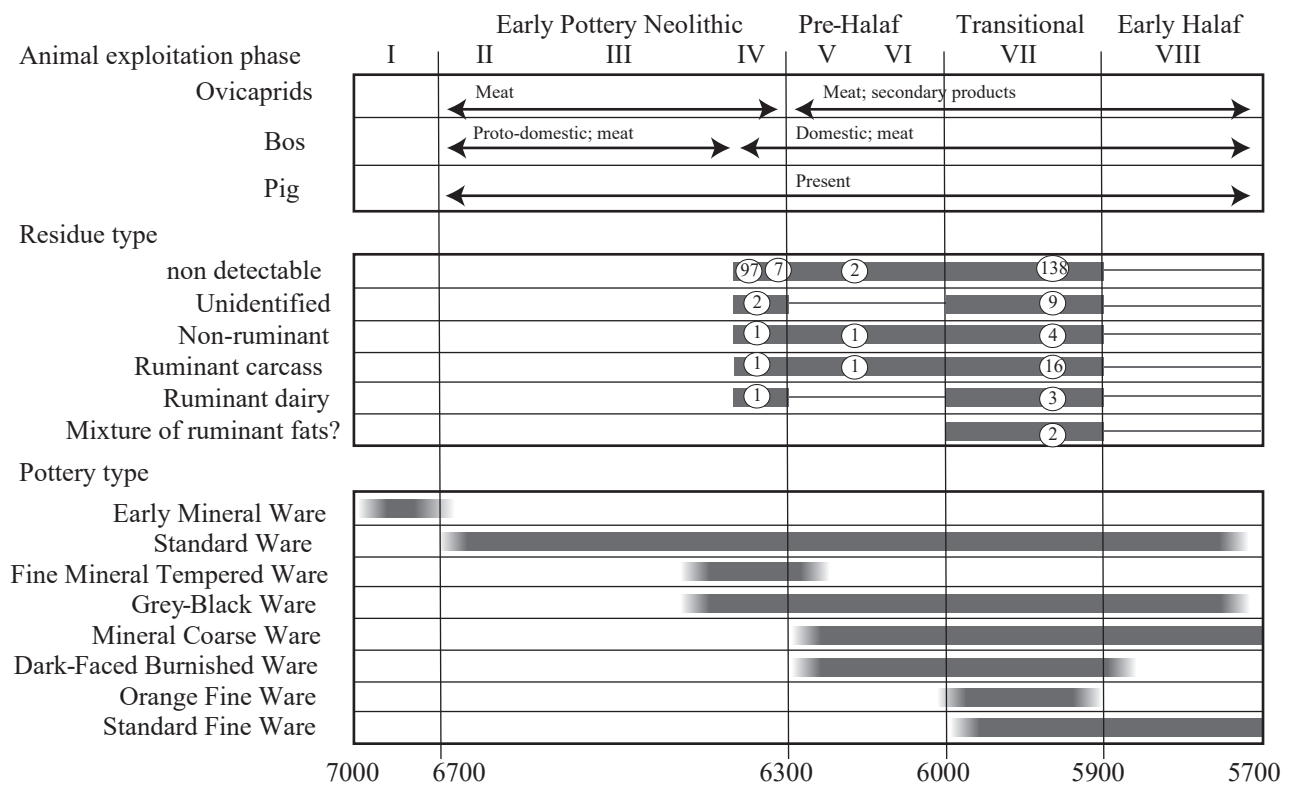 Early Pottery Neolithic Pre-Halaf Transitional Early Halaf
Animal exploitation phase I II III IV V VI VII VIII
Ovicaprids Meat Meat; secondary products
Bos Proto-domestic; meat Domestic; meat
Pig Present
Residue type
non detectable 97 7 2 138
Unidentified 2 9
Non-ruminant 1 1 4
Ruminant carcass 1 1 16
Ruminant dairy 1 3
Mixture of ruminant fats? 2
Pottery type
Early Mineral Ware
Standard Ware
Fine Mineral Tempered Ware
Grey-Black Ware
Mineral Coarse Ware
Dark-Faced Burnished Ware
Orange Fine Ware
Standard Fine Ware
7000 6700 6300 6000 5900 5700